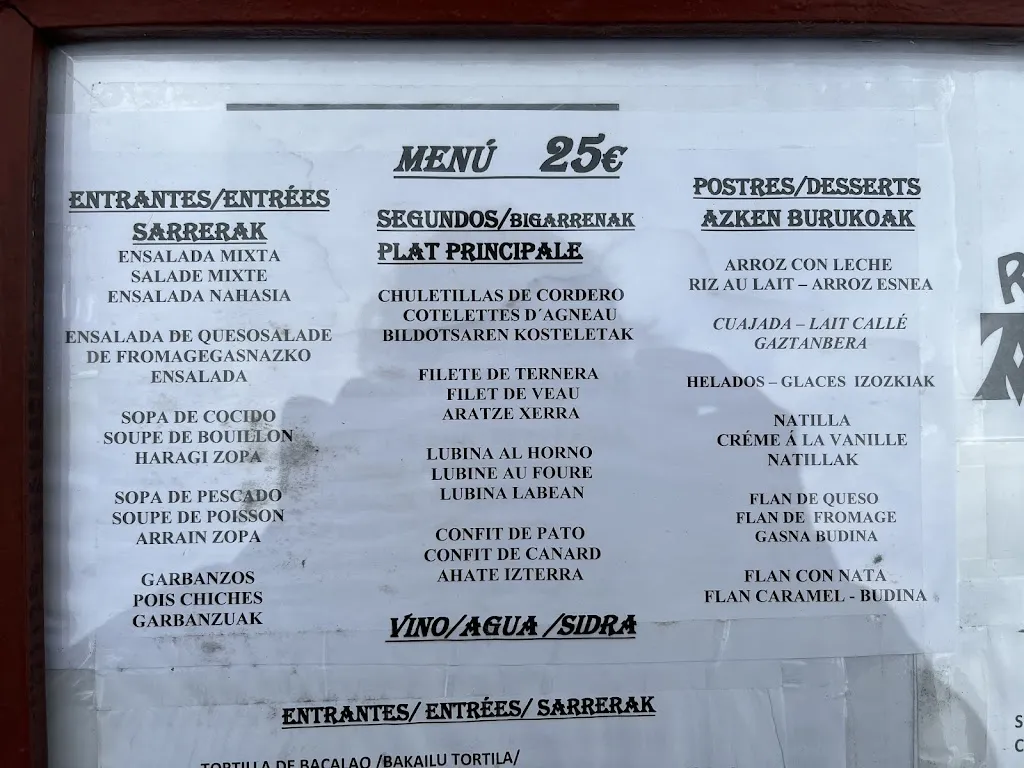 MENÚ 25€
ENTRANTES/ENTRÉES
SARRERAK
ENSALADA MIXTA
SALADE MIXTE
ENSALADA NAHASIA
ENSALADA DE QUESOSALADE
DE FROMAGEGASNAZKO
ENSALADA
SOPA DE COCIDO
SOUPE DE BOUILLON
HARAGI ZOPA
SOPA DE PESCADO
SOUPE DE POISSON
ARRAIN ZOPA
GARBANZOS
POIS CHICHES
GARBANZUAK
SEGUNDOS/BIGARRENAK
PLAT PRINCIPALE
CHULETILLAS DE CORDERO
COTELETTES D´AGNEAU
BILDOTSAREN KOSTELETAK
FILETE DE TERNERA
FILET DE VEAU
ARATZE XERRA
LUBINA AL HORNO
LUBINE AU FOURE
LUBINA LABEAN
CONFIT DE PATO
CONFIT DE CANARD
AHATE IZTERRA
VINO/AGUA /SIDRA
POSTRES/DESSERTS
AZKEN BURUKOAK
ARROZ CON LECHE
RIZ AU LAIT – ARROZ ESNEA
CUAJADA – LAIT CALLÉ
GAZTANBERA
HELADOS – GLACES IZOZKIAK
NATILLA
CRÉME Á LA VANILLE
NATILLAK
FLAN DE QUESO
FLAN DE FROMAGE
GASNA BUDINA
FLAN CON NATA
FLAN CARAMEL - BUDINA
ENTRANTES/ ENTRÉES/ SARRERAK
TORTILLA DE BACALAO /BAKAILU TORTILA/